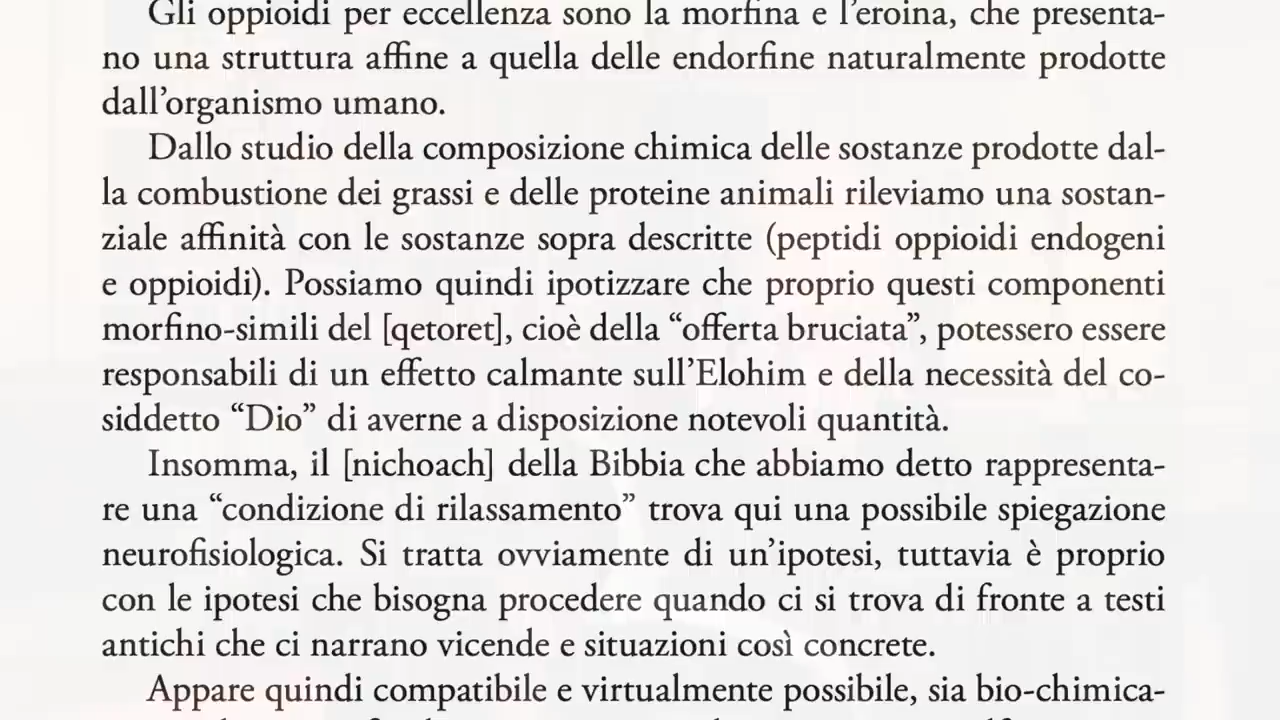 Gli oppioidi per eccellenza sono la morfina e l’eroina, che presenta-
no una struttura affine a quella delle endorfine naturalmente prodotte
dall’organismo umano.
Dallo studio della composizione chimica delle sostanze prodotte dal-
la combustione dei grassi e delle proteine animali rileviamo una sostan-
ziale affinità con le sostanze sopra descritte (peptidi oppioidi endogeni
e oppioidi). Possiamo quindi ipotizzare che proprio questi componenti
morfino-simili del [qetoret], cioè della “offerta bruciata”, potessero essere
responsabili di un effetto calmante sull’Elohim e della necessità del co-
siddetto “Dio” di averne a disposizione notevoli quantità.
Insomma, il [nichoach] della Bibbia che abbiamo detto rappresenta-
re una “condizione di rilassamento” trova qui una possibile spiegazione
neurofisiologica. Si tratta ovviamente di un’ipotesi, tuttavia è proprio
con le ipotesi che bisogna procedere quando ci si trova di fronte a testi
antichi che ci narrano vicende e situazioni così concrete.
Appare quindi compatibile e virtualmente possibile, sia bio-chimica-